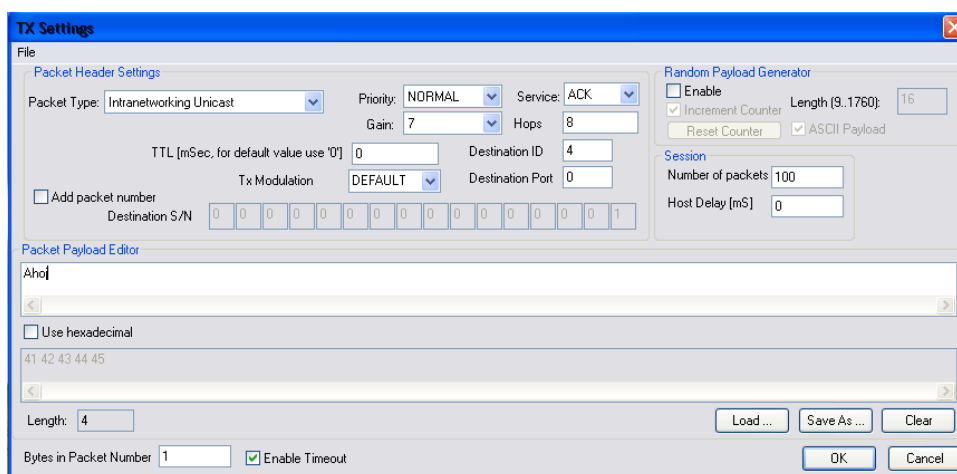 TX Settings
File
Packet Header Settings
Packet Type: Intranetworking Unicast
Priority: NORMAL
Service: ACK
Gain: 7
Hops 8
TTL [mSec, for default value use '0'] 0
Destination ID 4
Tx Modulation DEFAULT
Destination Port 0
Add packet number
Destination S/N 0 0 0 0 0 0 0 0 0 0 0 0 0 0 0 1
Random Payload Generator
Enable
Increment Counter
Length (9..1760): 16
Reset Counter
ASCII Payload
Session
Number of packets 100
Host Delay [mS] 0
Packet Payload Editor
Ahoj
Use hexadecimal
41 42 43 44 45
Length: 4
Load ...
Save As ...
Clear
Bytes in Packet Number 1
Enable Timeout
OK
Cancel